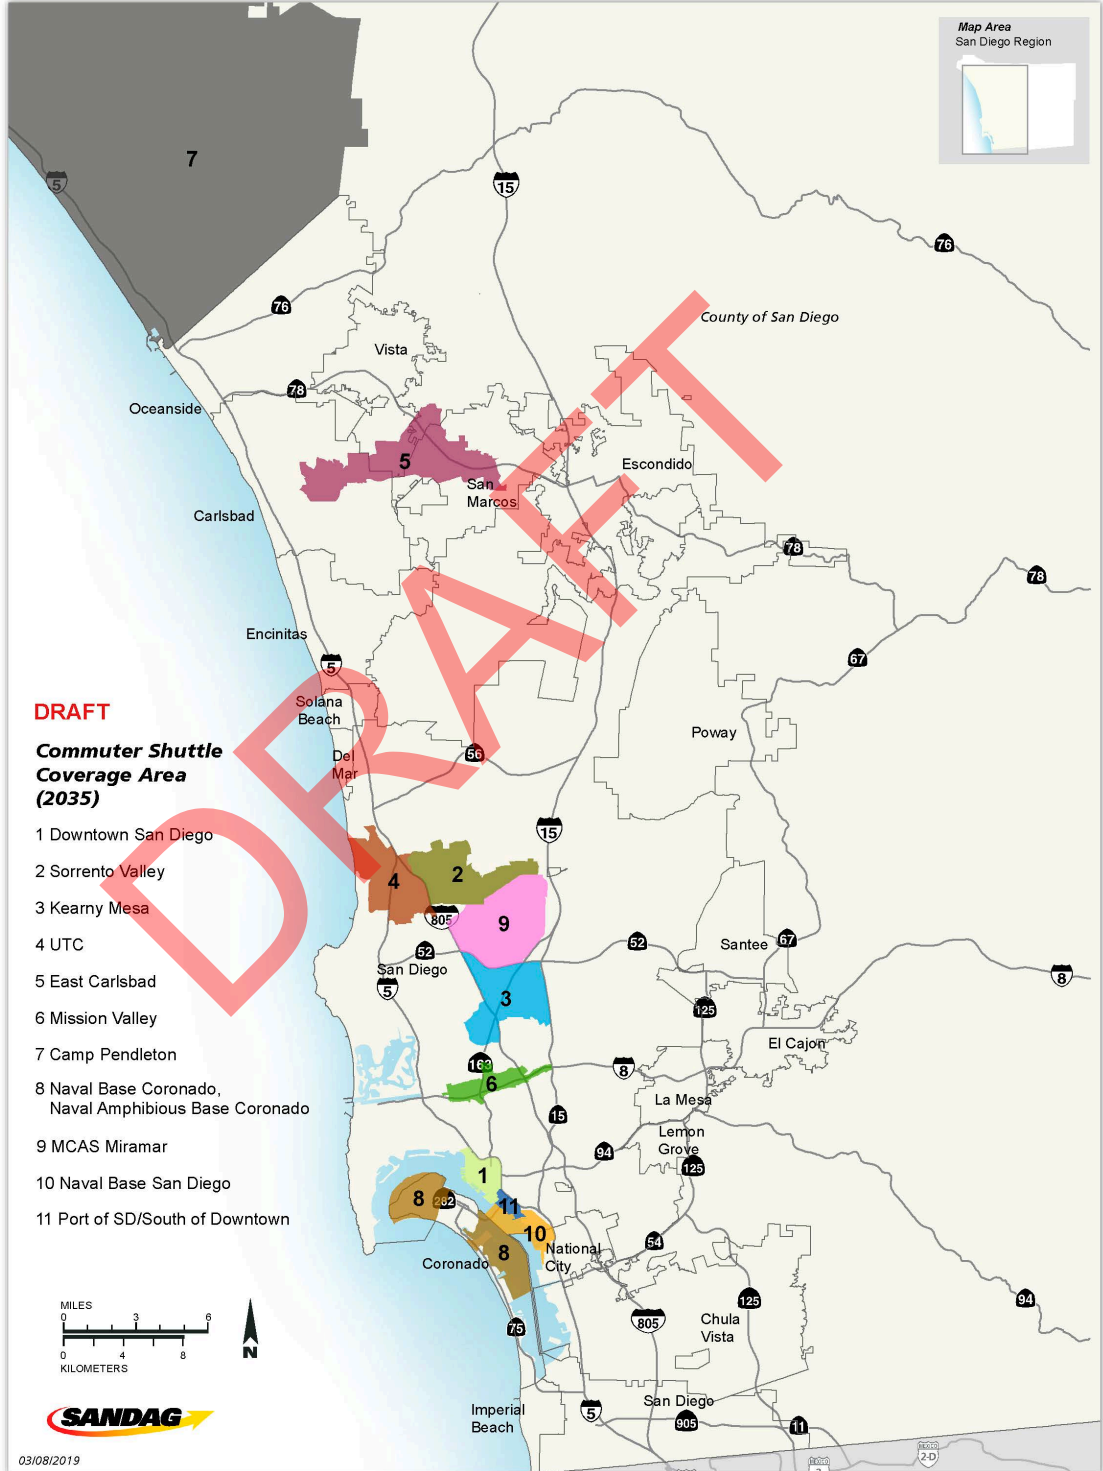 Map Area
San Diego Region
7
5
15
76
76
County of San Diego
Vista
78
Oceanside
5
Escondido
San
Marcos
Carlsbad
78
78
Encinitas
67
5
Solana
Beach
DRAFT
Poway
Del
Mar
56
DRAFT
Commuter Shuttle
Coverage Area
(2035)
1 Downtown San Diego
2 Sorrento Valley
3 Kearny Mesa
4 UTC
5 East Carlsbad
6 Mission Valley
7 Camp Pendleton
8 Naval Base Coronado,
Naval Amphibious Base Coronado
9 MCAS Miramar
10 Naval Base San Diego
11 Port of SD/South of Downtown
15
4
2
805
9
52
San Diego
5
52
Santee
67
8
3
125
El Cajon
163
6
8
La Mesa
15
Lemon
Grove
94
125
1
8
282
11
10
8
National
City
Coronado
54
125
94
75
805
Chula
Vista
San Diego
Imperial
Beach
5
905
11
MEXICO
2-D
MEXICO
2
MILES
0 3 6
0 4 8
KILOMETERS
N
SANDAG
03/08/2019